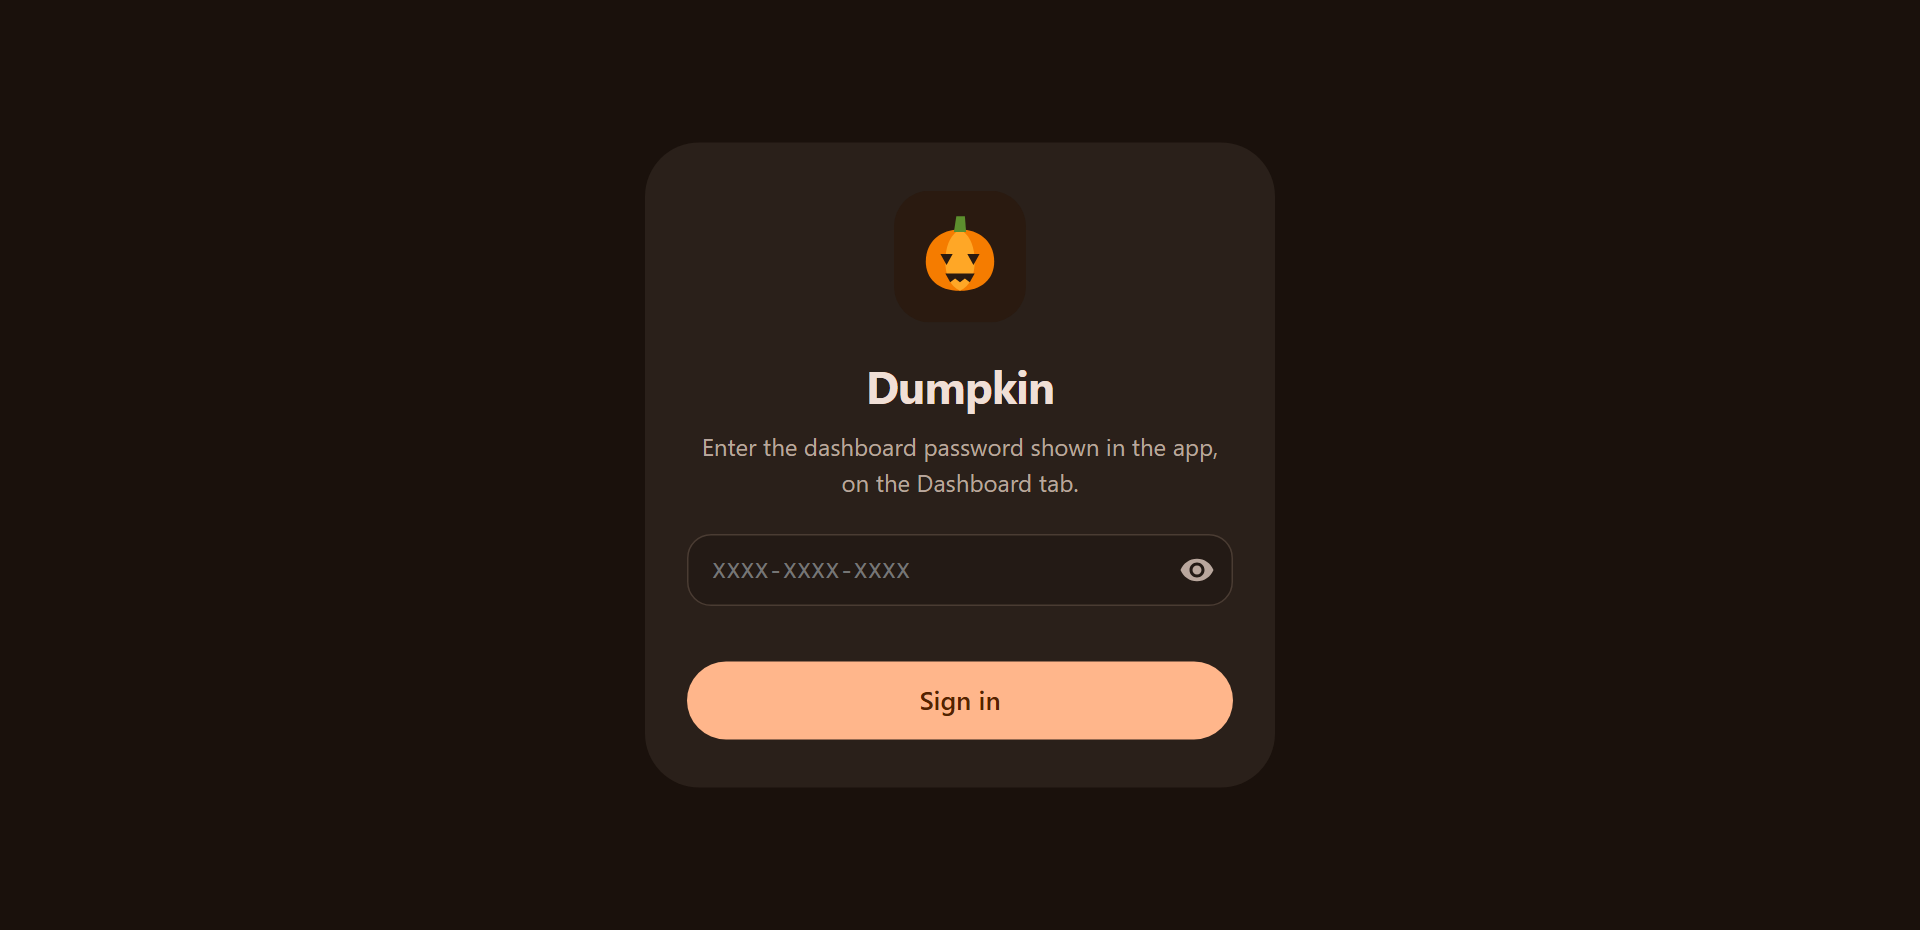 Dumpkin
Enter the dashboard password shown in the app,
on the Dashboard tab.
XXXX-XXXX-XXXX
Sign in